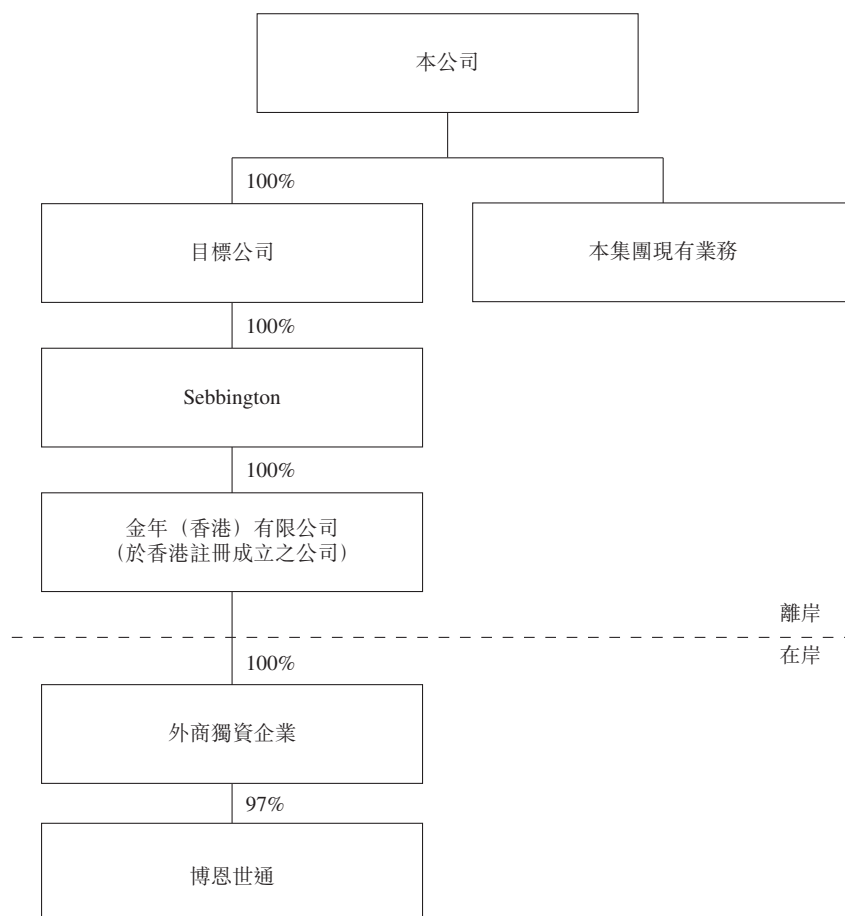 本公司
100%
目標公司
本集團現有業務
100%
Sebbington
100%
金年（香港）有限公司
（於香港註冊成立之公司）
離岸
在岸
100%
外商獨資企業
97%
博恩世通